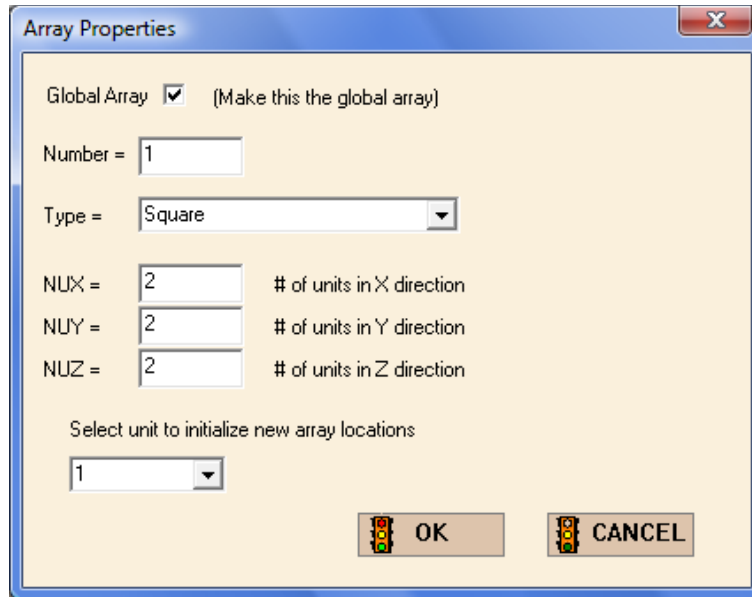 Array Properties
Global Array (Make this the global array)
Number = 1
Type = Square
NUX = 2 # of units in X direction
NUY = 2 # of units in Y direction
NUZ = 2 # of units in Z direction
Select unit to initialize new array locations
1
OK CANCEL